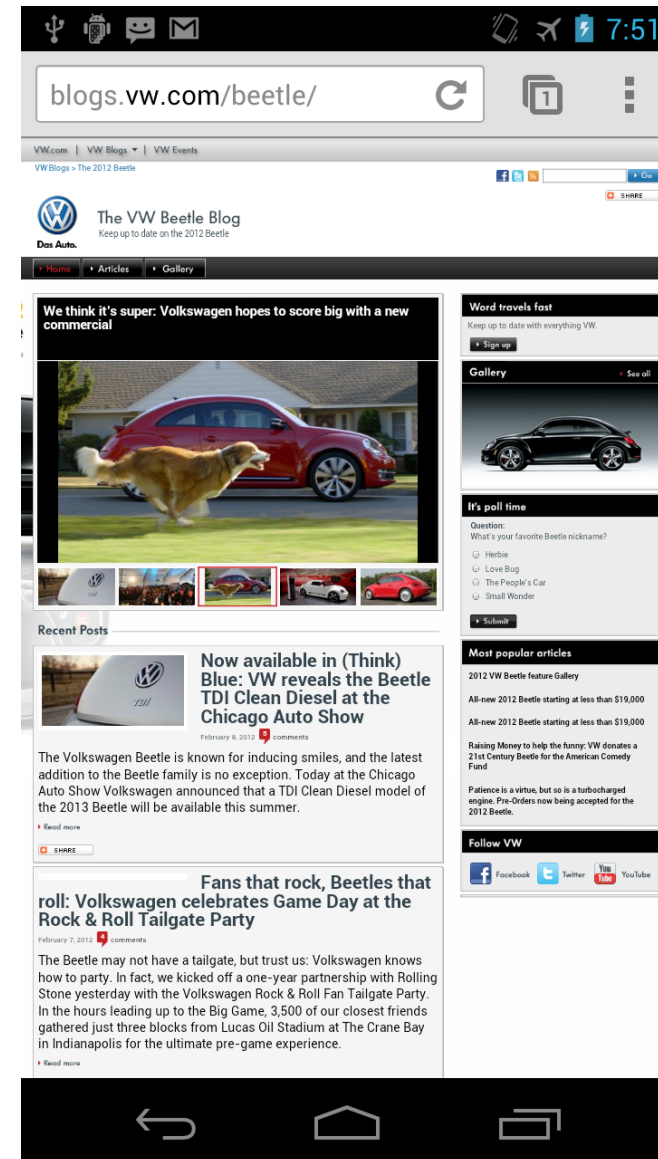 7:51
blogs.vw.com/beetle/
1
VW.com | VW Blogs | VW Events
VW Blogs > The 2012 Beetle
Go
SHARE
The VW Beetle Blog
Keep up to date on the 2012 Beetle
Das Auto.
Home
Articles
Gallery
We think it's super: Volkswagen hopes to score big with a new
commercial
Word travels fast
Keep up to date with everything VW.
Sign up
Gallery
See all
It's poll time
Question:
What's your favorite Beetle nickname?
Herbie
Love Bug
The People's Car
Small Wonder
Submit
Most popular articles
2012 VW Beetle feature Gallery
All-new 2012 Beetle starting at less than $19,000
All-new 2012 Beetle starting at less than $19,000
Raising Money to help the funny: VW donates a
21st Century Beetle for the American Comedy
Fund
Patience is a virtue, but so is a turbocharged
engine. Pre-Orders now being accepted for the
2012 Beetle.
Follow VW
Facebook
Twitter
You
Tube
YouTube
Recent Posts
TDI
Now available in (Think)
Blue: VW reveals the Beetle
TDI Clean Diesel at the
Chicago Auto Show
February 8, 2012 5 comments
The Volkswagen Beetle is known for inducing smiles, and the latest
addition to the Beetle family is no exception. Today at the Chicago
Auto Show Volkswagen announced that a TDI Clean Diesel model of
the 2013 Beetle will be available this summer.
Read more
SHARE
Fans that rock, Beetles that
roll: Volkswagen celebrates Game Day at the
Rock & Roll Tailgate Party
February 7, 2012 4 comments
The Beetle may not have a tailgate, but trust us: Volkswagen knows
how to party. In fact, we kicked off a one-year partnership with Rolling
Stone yesterday with the Volkswagen Rock & Roll Fan Tailgate Party.
In the hours leading up to the Big Game, 3,500 of our closest friends
gathered just three blocks from Lucas Oil Stadium at The Crane Bay
in Indianapolis for the ultimate pre-game experience.
Read more